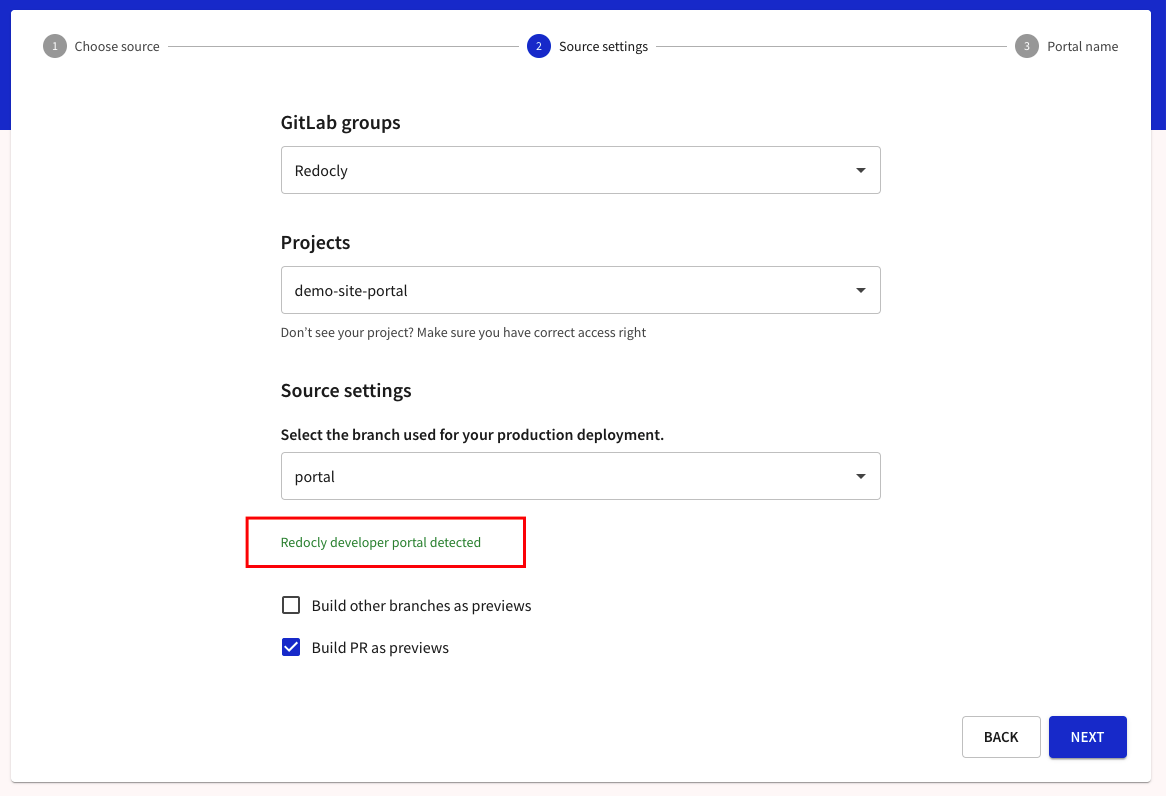 1 Choose source
2 Source settings
3 Portal name
GitLab groups
Redocly
Projects
demo-site-portal
Don't see your project? Make sure you have correct access right
Source settings
Select the branch used for your production deployment.
portal
Redocly developer portal detected
Build other branches as previews
Build PR as previews
BACK
NEXT